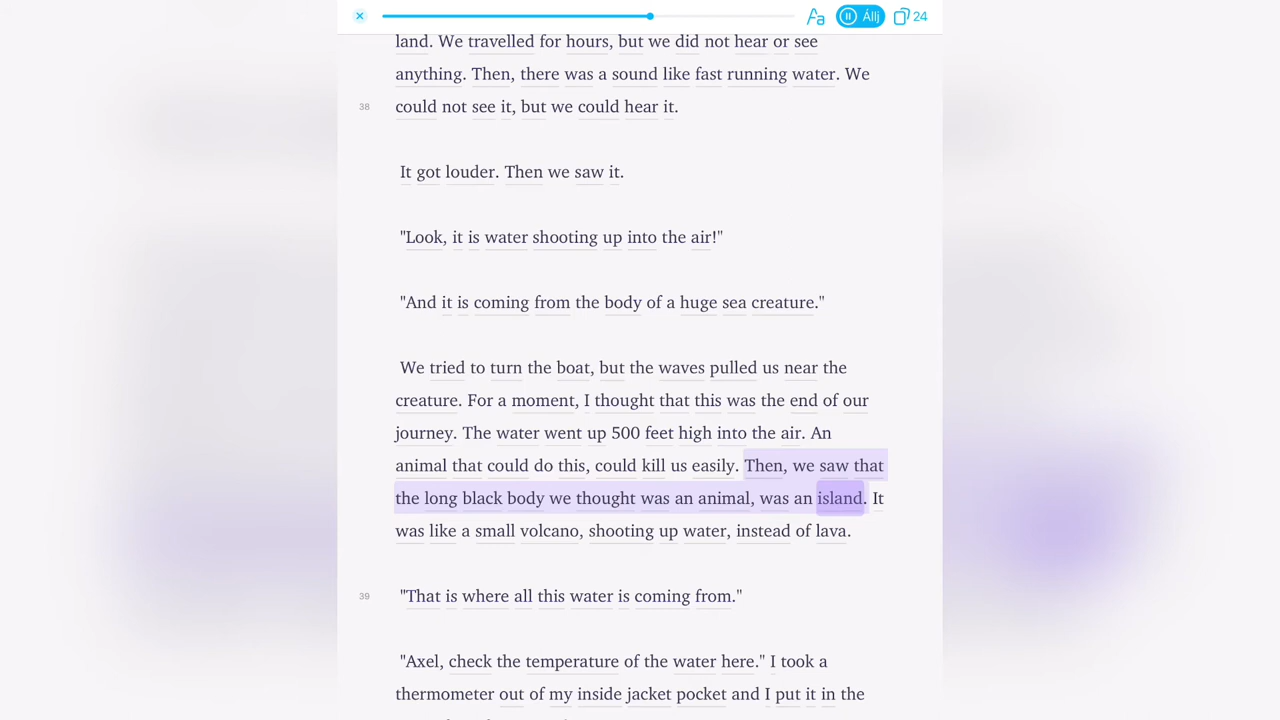 Állj
24
land. We travelled for hours, but we did not hear or see
anything. Then, there was a sound like fast running water. We
38 could not see it, but we could hear it.
It got louder. Then we saw it.
"Look, it is water shooting up into the air!"
"And it is coming from the body of a huge sea creature."
We tried to turn the boat, but the waves pulled us near the
creature. For a moment, I thought that this was the end of our
journey. The water went up 500 feet high into the air. An
animal that could do this, could kill us easily. Then, we saw that
the long black body we thought was an animal, was an island. It
was like a small volcano, shooting up water, instead of lava.
39 "That is where all this water is coming from."
"Axel, check the temperature of the water here." I took a
thermometer out of my inside jacket pocket and I put it in the